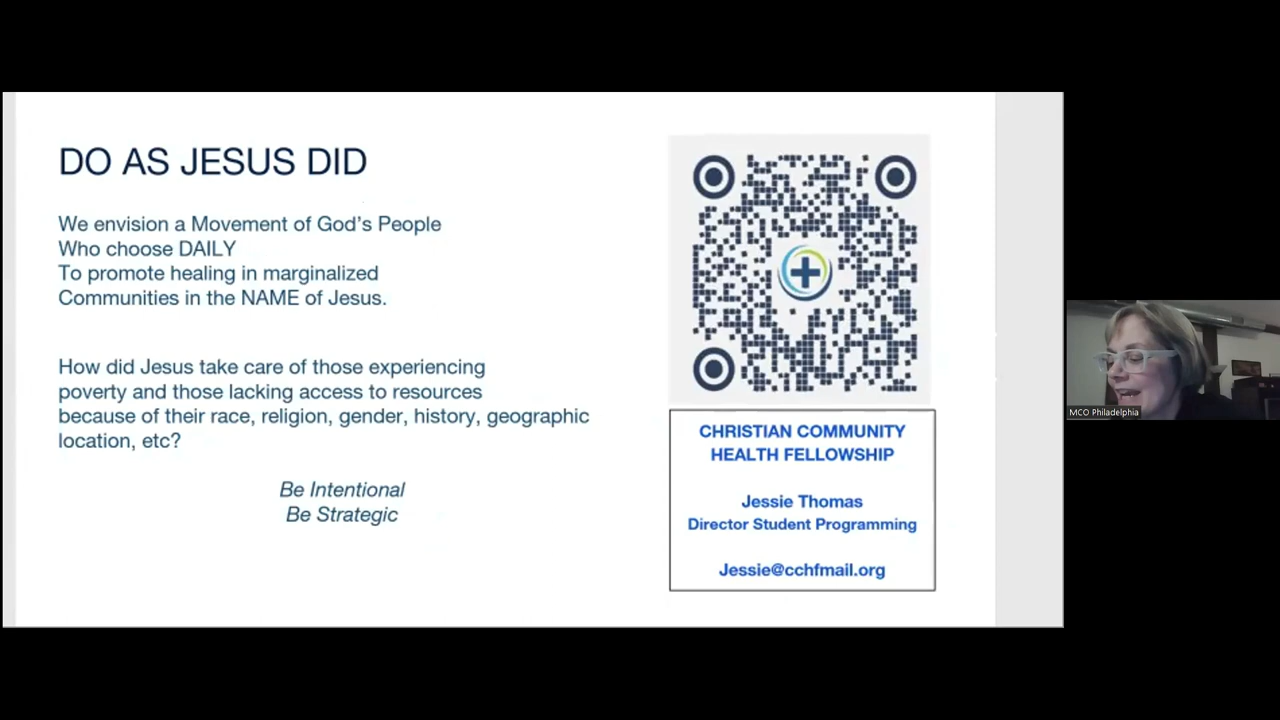 DO AS JESUS DID
We envision a Movement of God's People
Who choose DAILY
To promote healing in marginalized
Communities in the NAME of Jesus.
How did Jesus take care of those experiencing
poverty and those lacking access to resources
because of their race, religion, gender, history, geographic
location, etc?
Be Intentional
Be Strategic
CHRISTIAN COMMUNITY
HEALTH FELLOWSHIP
Jessie Thomas
Director Student Programming
Jessie@cchfmail.org
MCO Philadelphia